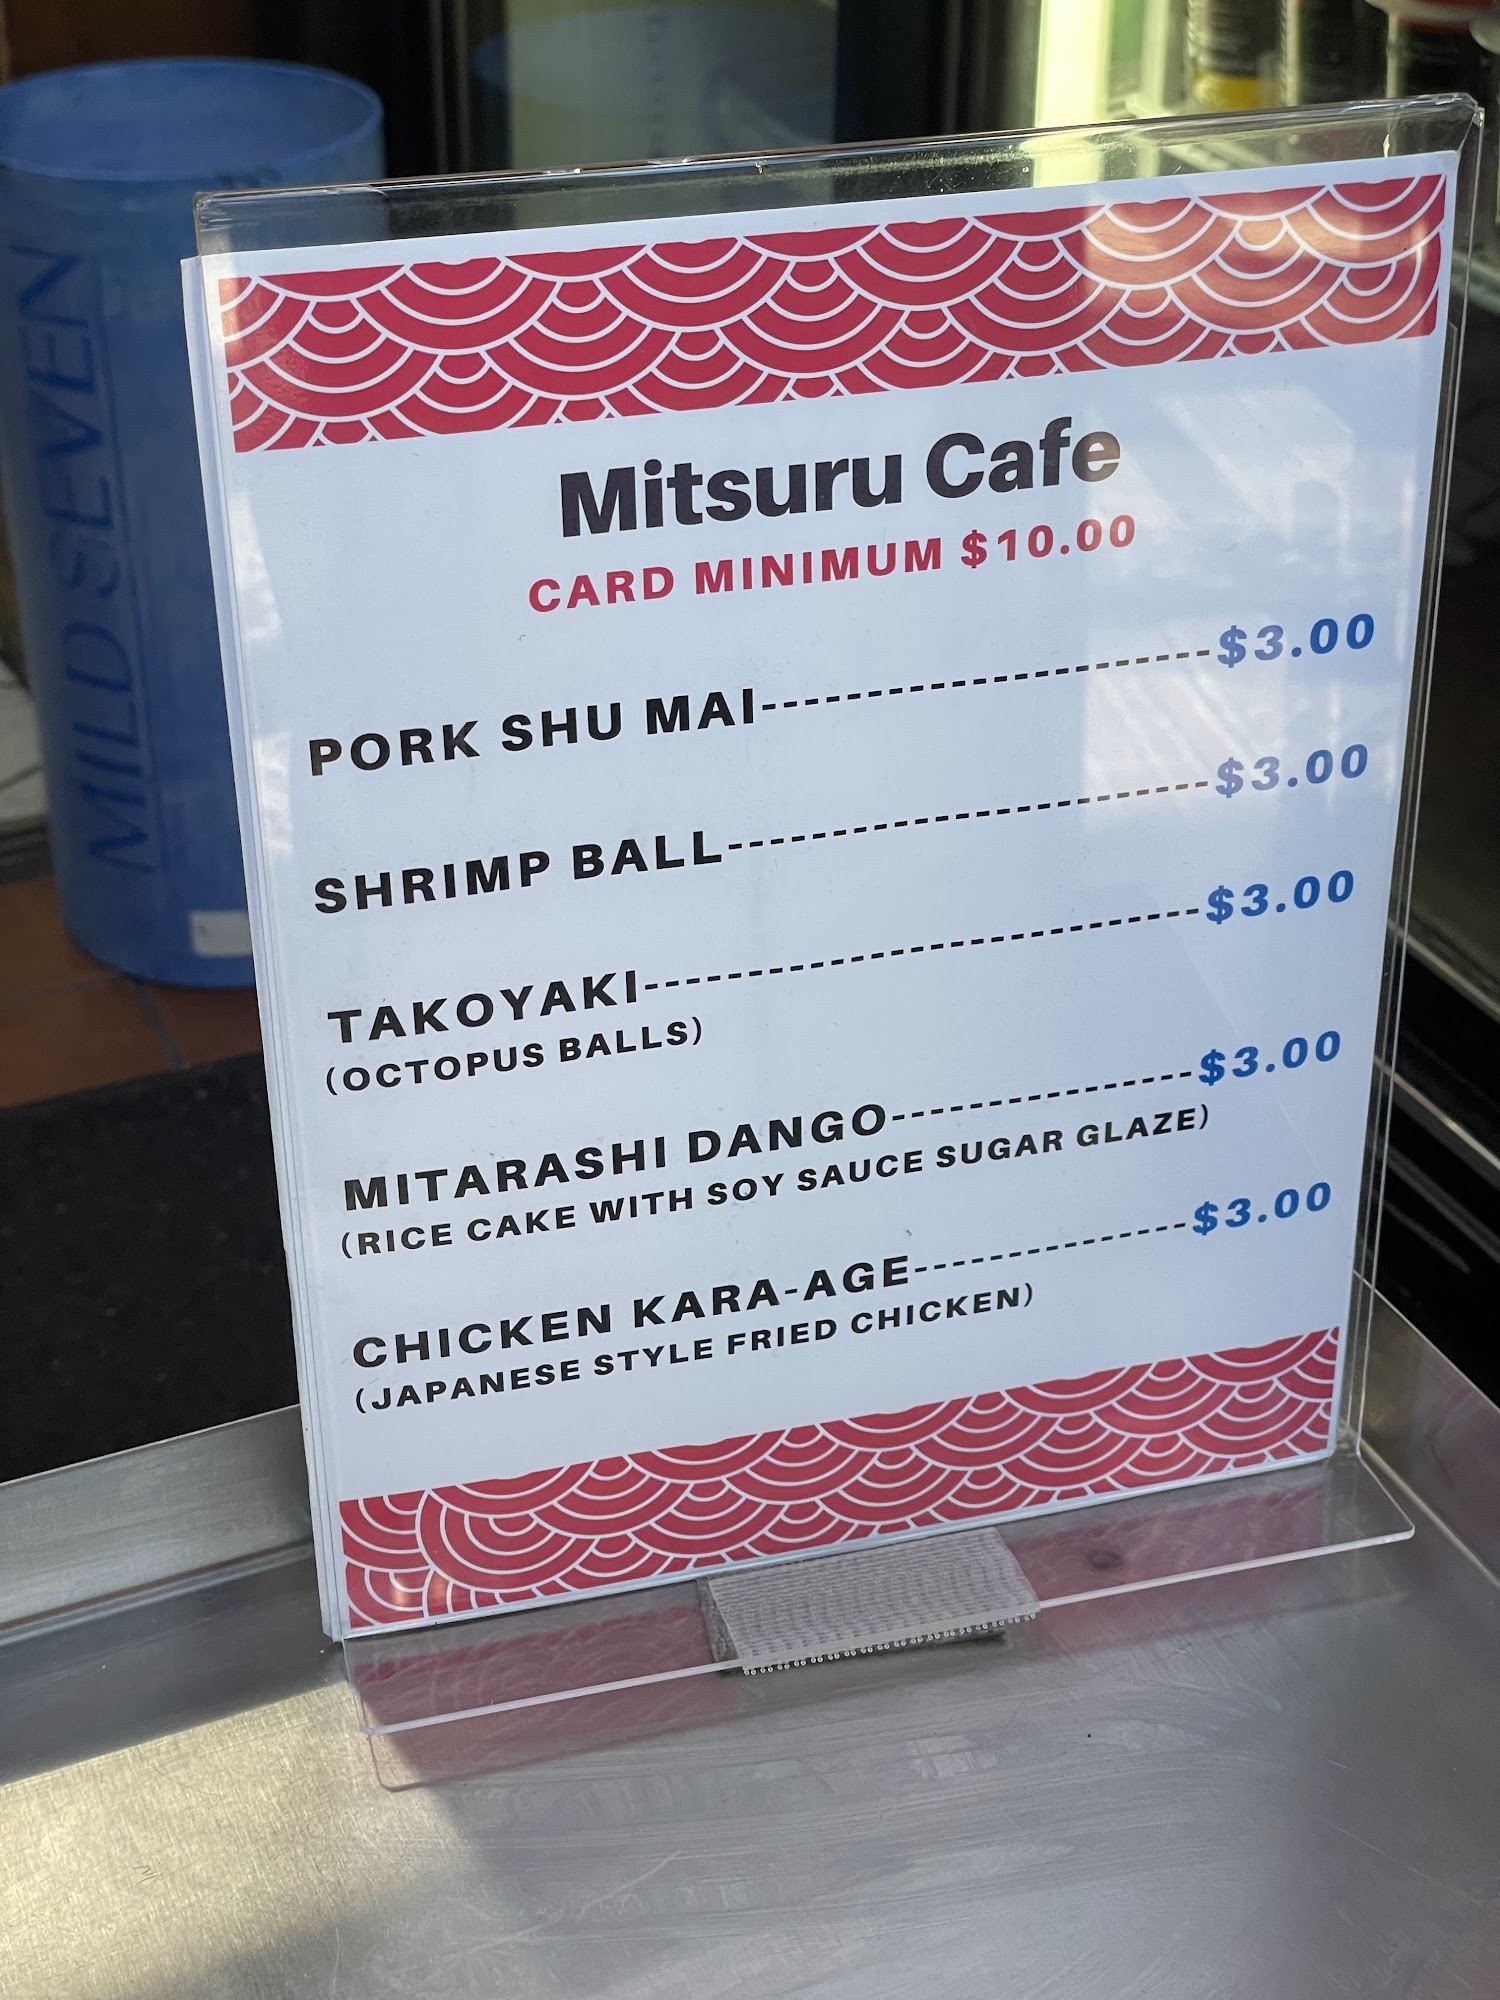 MILD SEVEN
Mitsuru Cafe
CARD MINIMUM $10.00
PORK SHU MAI--------------------$3.00
SHRIMP BALL----------------------$3.00
TAKOYAKI--------------------------$3.00
(OCTOPUS BALLS)
MITARASHI DANGO---------------$3.00
(RICE CAKE WITH SOY SAUCE SUGAR GLAZE)
CHICKEN KARA-AGE-------------$3.00
(JAPANESE STYLE FRIED CHICKEN)